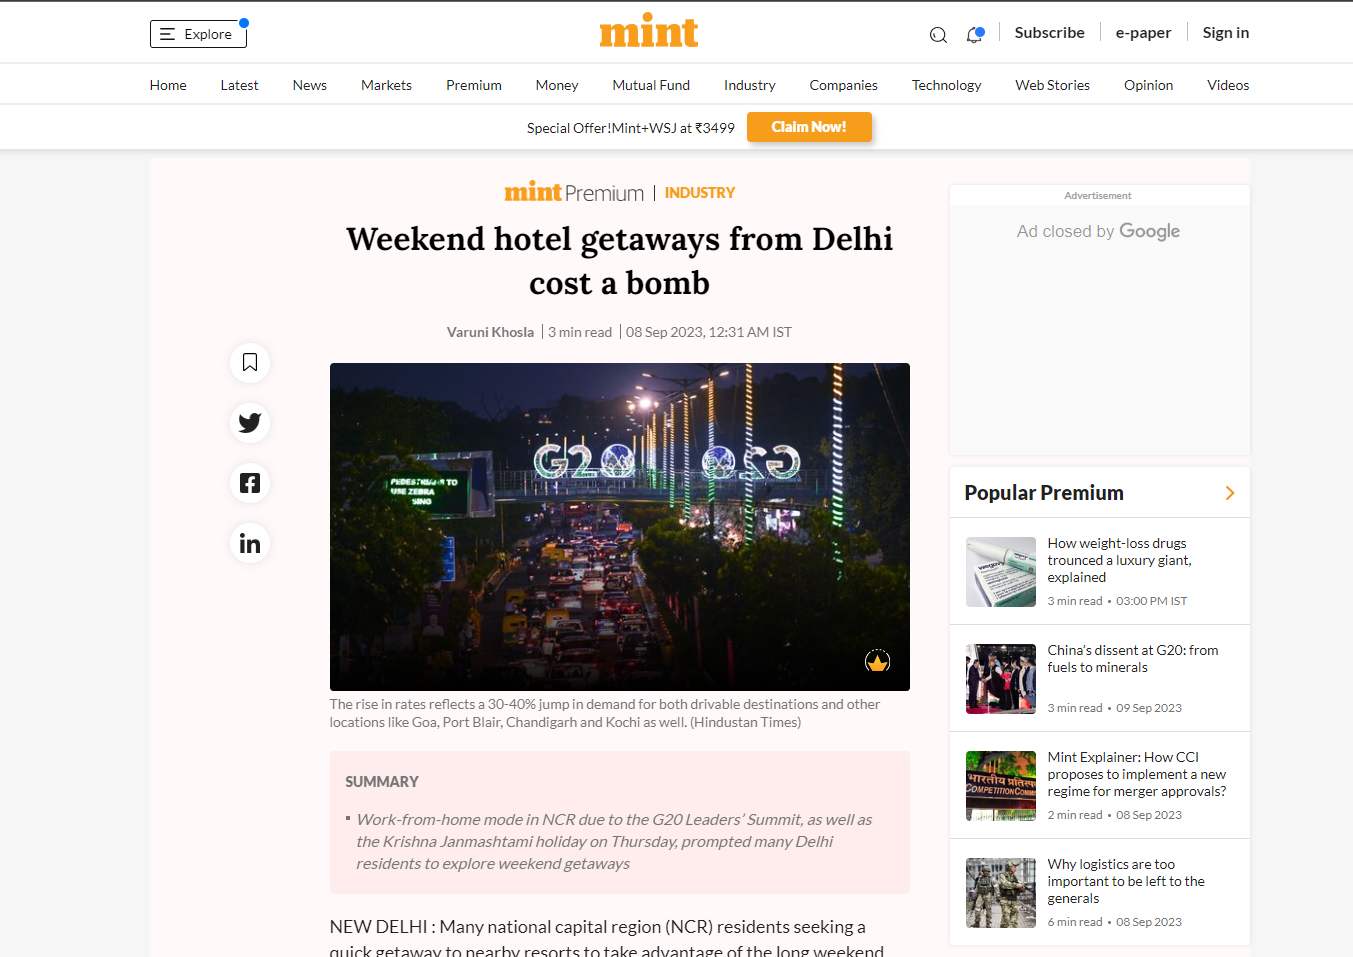 Explore
mint
Subscribe
e-paper
Sign in
Home
Latest
News
Markets
Premium
Money
Mutual Fund
Industry
Companies
Technology
Web Stories
Opinion
Videos
Special Offer!Mint+WSJ at ₹3499
Claim Now!
mint Premium | INDUSTRY
Weekend hotel getaways from Delhi
cost a bomb
Varuni Khosla | 3 min read | 08 Sep 2023, 12:31 AM IST
G20
PEDESTRIANS TO
USE ZEBRA
SING
The rise in rates reflects a 30-40% jump in demand for both drivable destinations and other
locations like Goa, Port Blair, Chandigarh and Kochi as well. (Hindustan Times)
SUMMARY
Work-from-home mode in NCR due to the G20 Leaders’ Summit, as well as
the Krishna Janmashtami holiday on Thursday, prompted many Delhi
residents to explore weekend getaways
NEW DELHI : Many national capital region (NCR) residents seeking a
quick getaway to nearby resorts to take advantage of the long weekend
Advertisement
Ad closed by Google
Popular Premium
wegovy
How weight-loss drugs
trounced a luxury giant,
explained
3 min read • 03:00 PM IST
China’s dissent at G20: from
fuels to minerals
3 min read • 09 Sep 2023
भारतीय प्रतिस्प
COMPETITION COMM
Mint Explainer: How CCI
proposes to implement a new
regime for merger approvals?
2 min read • 08 Sep 2023
Why logistics are too
important to be left to the
generals
6 min read • 08 Sep 2023